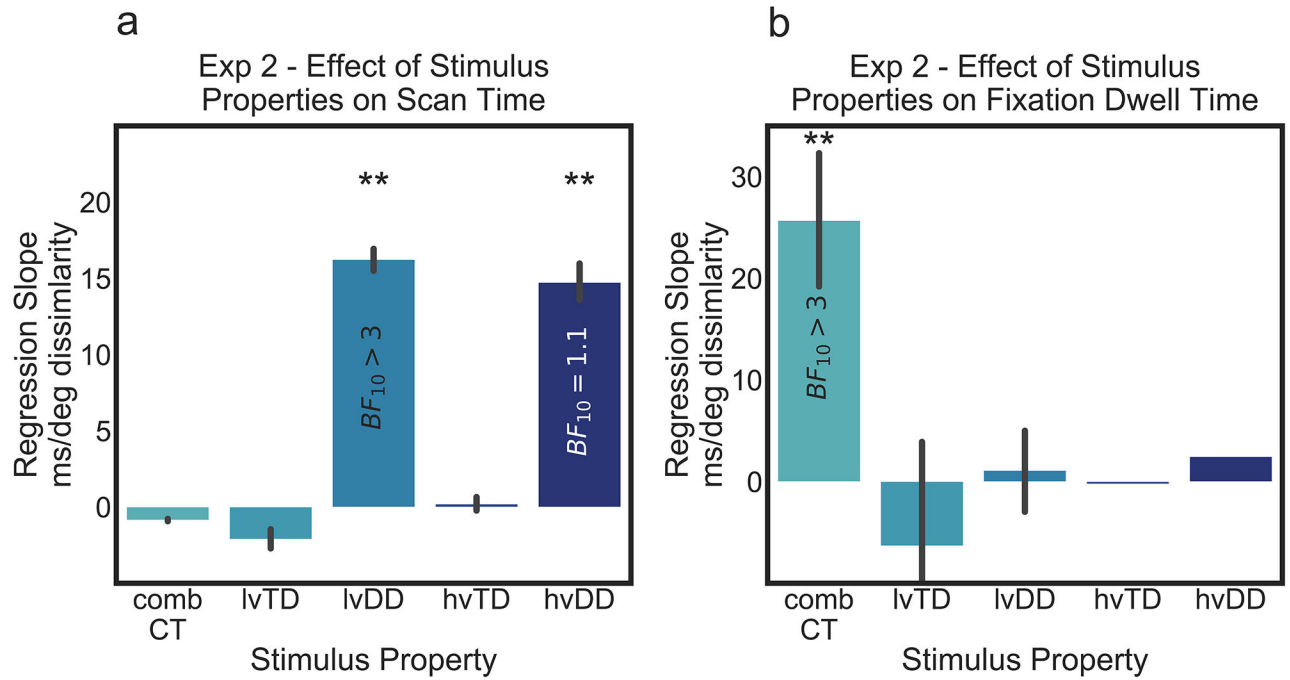 a
Exp 2 - Effect of Stimulus
Properties on Scan Time
Regression Slope
ms/deg dissimlarity
20
15
10
5
0
**
**
BF10 > 3
BF10 = 1.1
comb
CT
lvTD
lvDD
hvTD
hvDD
Stimulus Property
b
Exp 2 - Effect of Stimulus
Properties on Fixation Dwell Time
Regression Slope
ms/deg dissimlarity
30
20
10
0
**
BF10 > 3
comb
CT
lvTD
lvDD
hvTD
hvDD
Stimulus Property